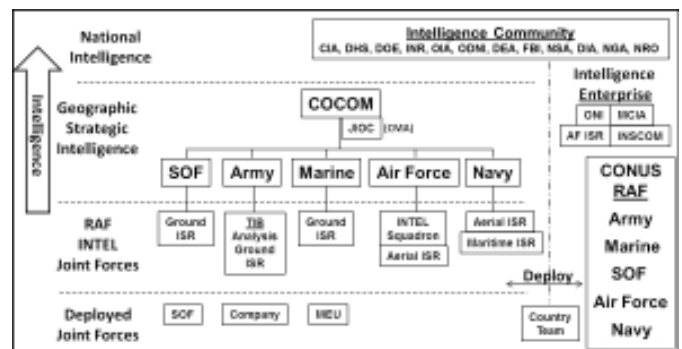 National
Intelligence
Intelligence Community
CIA, DHS, DOE, INR, OIA, ODNI, DEA, FBI, NSA, DIA, NGA, NRO
Intelligence
Geographic
Strategic
Intelligence
COCOM
JIOC (DMA)
Intelligence
Enterprise
ONI MCIA
AF ISR INSCOM
SOF Army Marine Air Force Navy
RAF
INTEL
Joint Forces
Ground
ISR
TIB
Analysis
Ground
ISR
Ground
ISR
INTEL
Squadron
Aerial ISR
Aerial ISR
Maritime ISR
CONUS
RAF
Army
Marine
SOF
Air Force
Navy
Deploy
Deployed
Joint Forces
SOF Company MEU
Country
Team